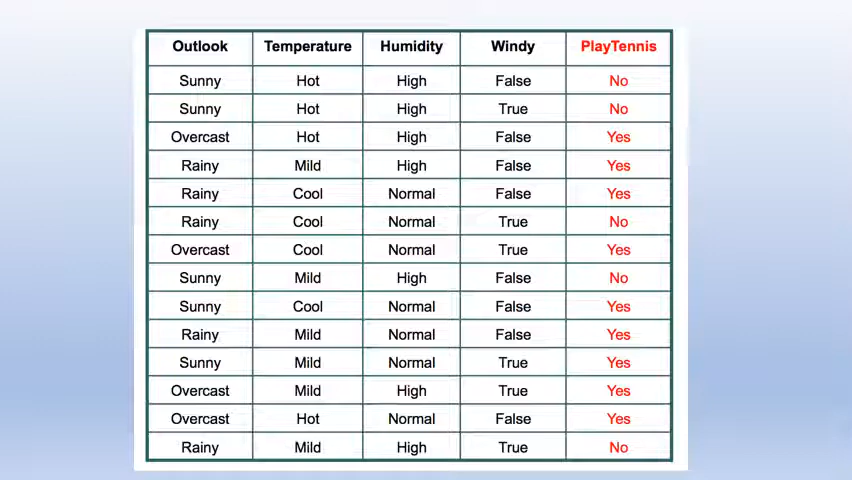 Outlook Temperature Humidity Windy PlayTennis
Sunny Hot High False No
Sunny Hot High True No
Overcast Hot High False Yes
Rainy Mild High False Yes
Rainy Cool Normal False Yes
Rainy Cool Normal True No
Overcast Cool Normal True Yes
Sunny Mild High False No
Sunny Cool Normal False Yes
Rainy Mild Normal False Yes
Sunny Mild Normal True Yes
Overcast Mild High True Yes
Overcast Hot Normal False Yes
Rainy Mild High True No